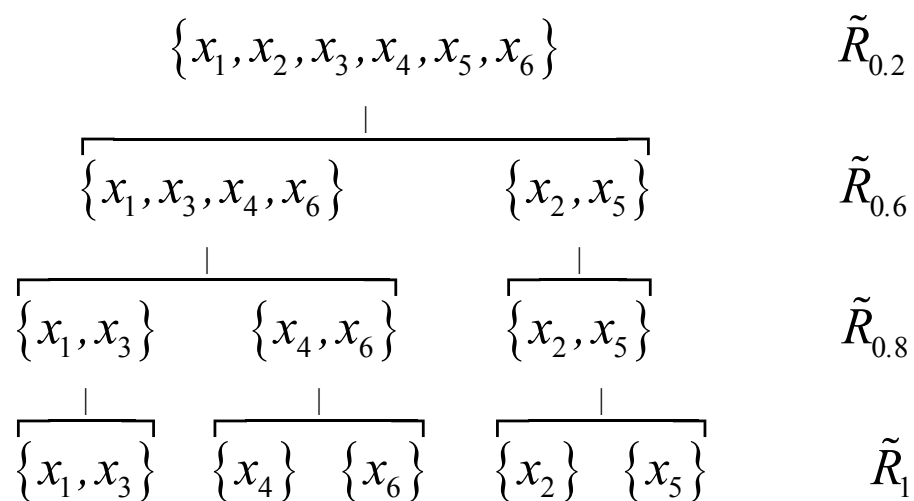 {x₁, x₂, x₃, x₄, x₅, x₆} R̃₀.₂
{x₁, x₃, x₄, x₆} {x₂, x₅} R̃₀.₆
{x₁, x₃} {x₄, x₆} {x₂, x₅} R̃₀.₈
{x₁, x₃} {x₄} {x₆} {x₂} {x₅} R̃₁